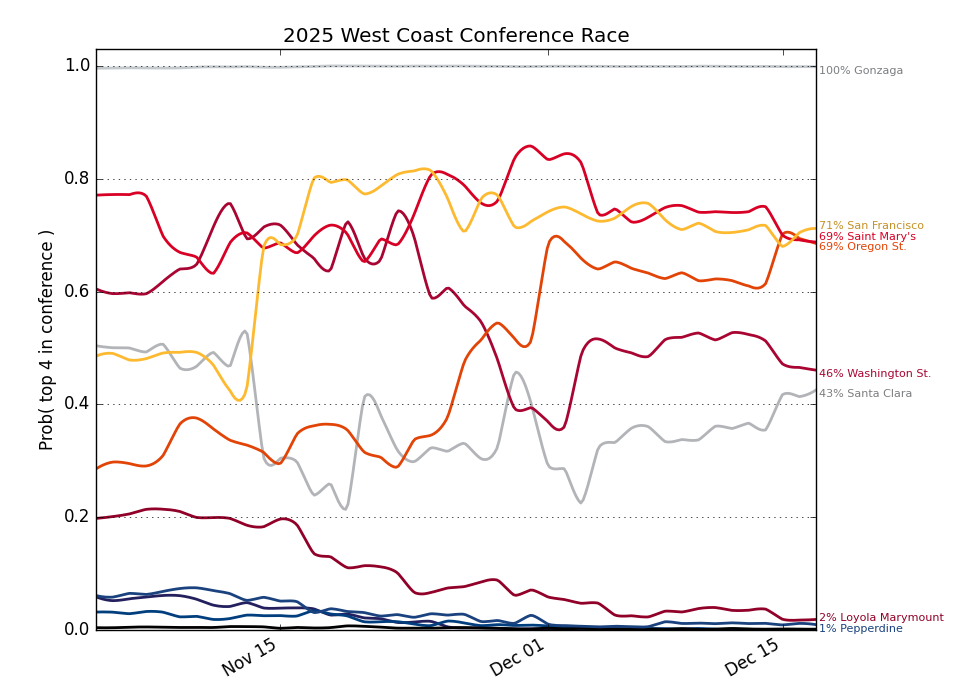 2025 West Coast Conference Race
Prob( top 4 in conference )
1.0
0.8
0.6
0.4
0.2
0.0
Nov 15
Dec 01
Dec 15
100% Gonzaga
71% San Francisco
69% Saint Mary's
69% Oregon St.
46% Washington St.
43% Santa Clara
2% Loyola Marymount
1% Pepperdine